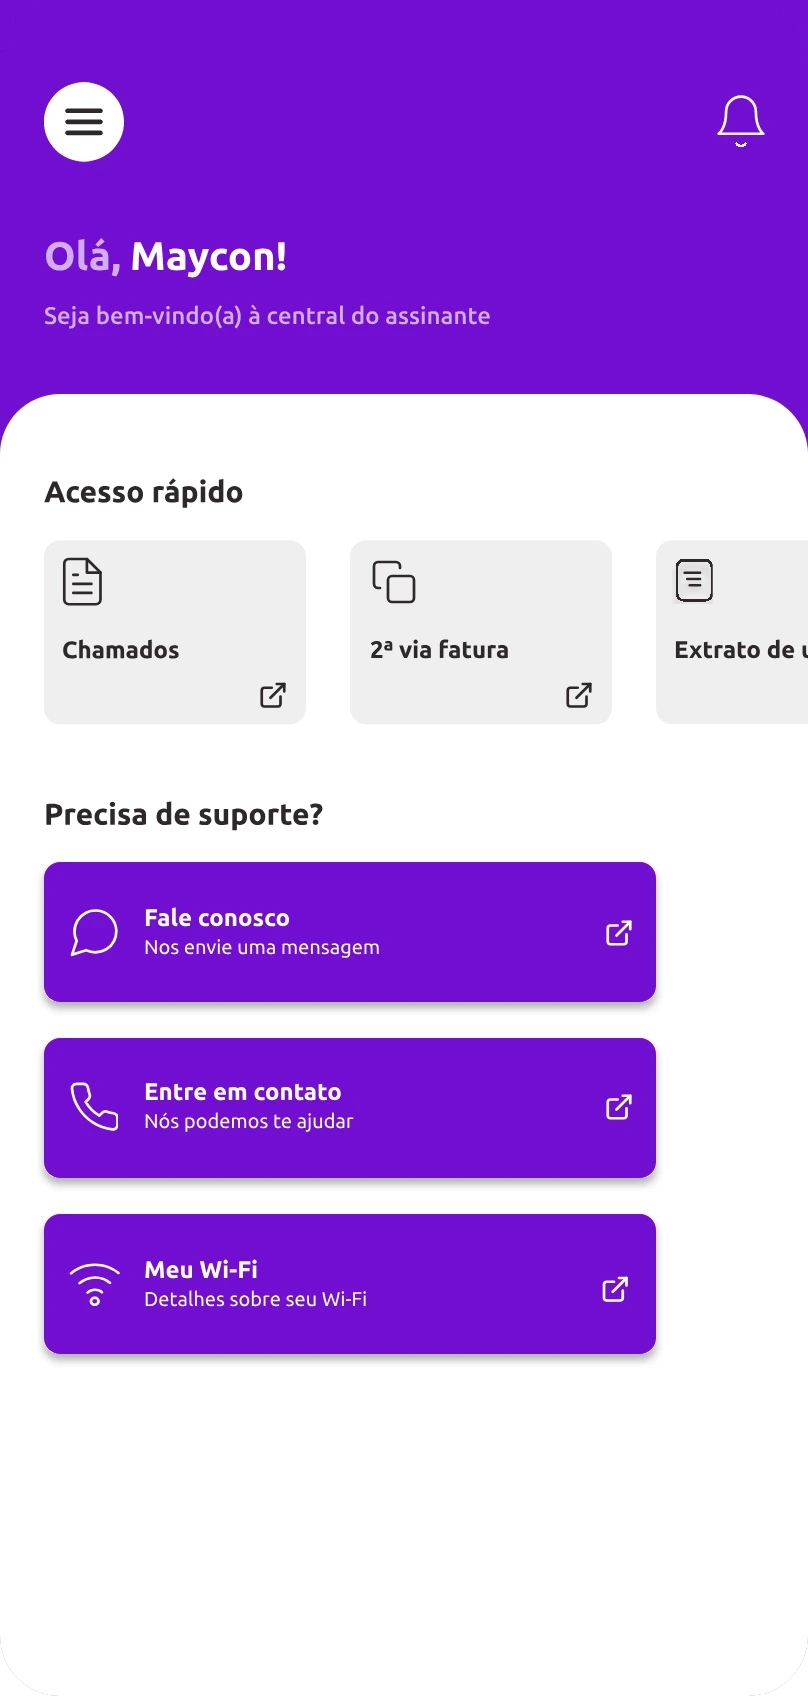 Olá, Maycon!
Seja bem-vindo(a) à central do assinante
Acesso rápido
Chamados
2ª via fatura
Extrato de
Precisa de suporte?
Fale conosco
Nos envie uma mensagem
Entre em contato
Nós podemos te ajudar
Meu Wi-Fi
Detalhes sobre seu Wi-Fi